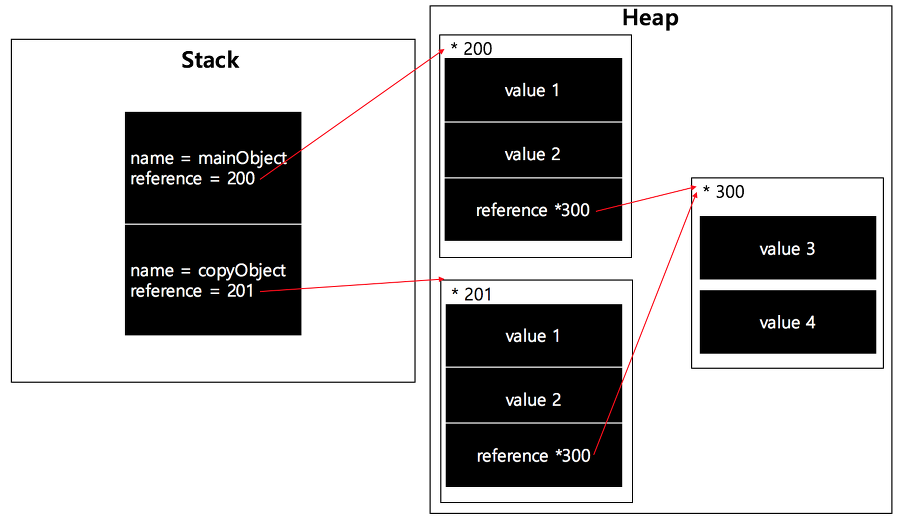 Stack
name = mainObject
reference = 200
name = copyObject
reference = 201
Heap
* 200
value 1
value 2
reference *300
* 201
value 1
value 2
reference *300
* 300
value 3
value 4